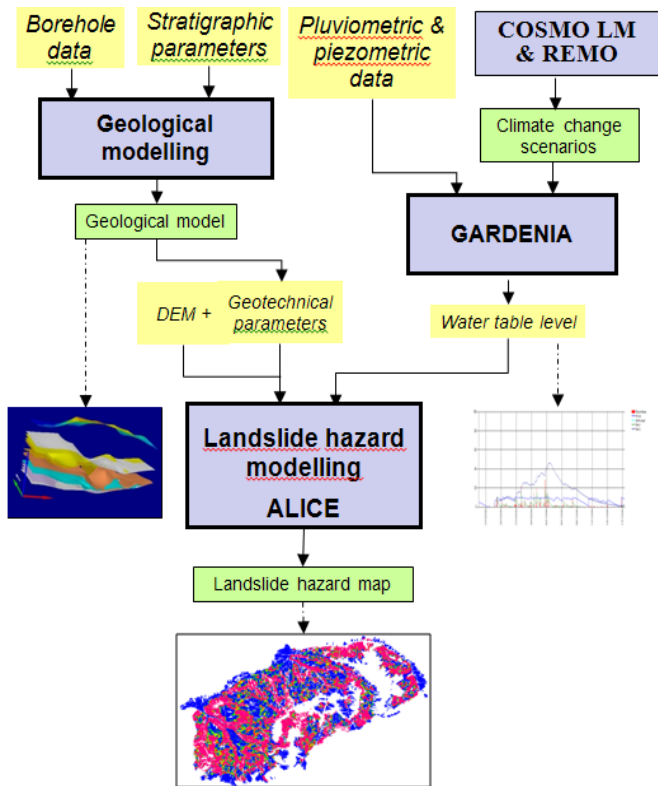 Borehole
data
Stratigraphic
parameters
Pluviometric &
piezometric
data
COSMO LM
& REMO
Geological
modelling
Climate change
scenarios
Geological model
GARDENIA
DEM +
Geotechnical
parameters
Water table level
Landslide hazard
modelling
ALICE
Landslide hazard map